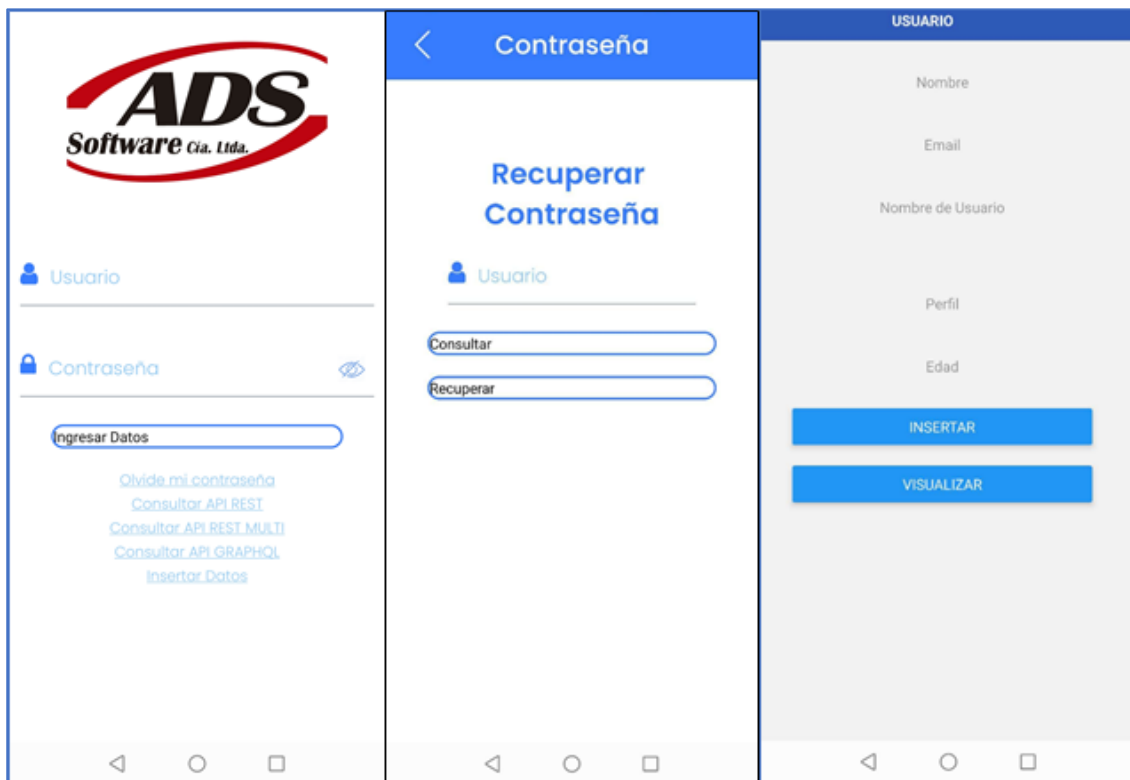 ADS
Software Cía. Ltda.
Usuario
Contraseña
Ingresar Datos
Olvide mi contraseña
Consultar API REST
Consultar API REST MULTI
Consultar API GRAPHQL
Insertar Datos
Contraseña
Recuperar
Contraseña
Usuario
Consultar
Recuperar
USUARIO
Nombre
Email
Nombre de Usuario
Perfil
Edad
INSERTAR
VISUALIZAR